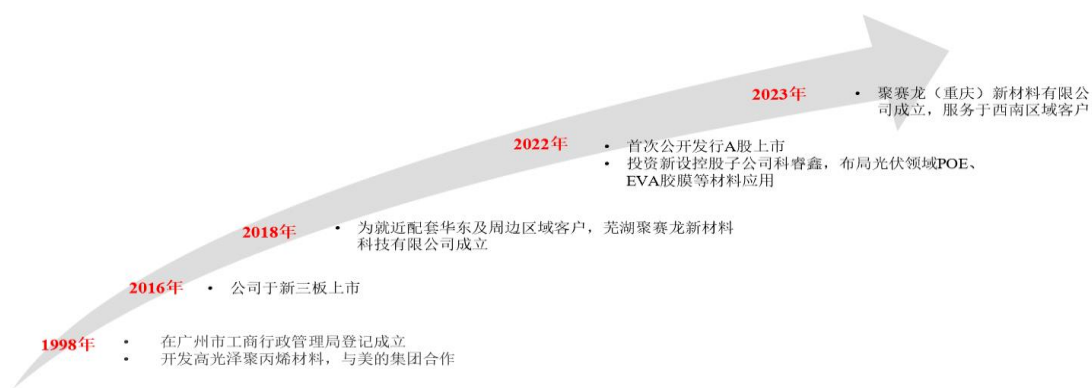 2023年
• 聚赛龙（重庆）新材料有限公
司成立，服务于西南区域客户
2022年
• 首次公开发行A股上市
• 投资新设控股子公司科睿鑫，布局光伏领域POE、
EVA胶膜等材料应用
2018年
• 为就近配套华东及周边区域客户，芜湖聚赛龙新材料
科技有限公司成立
2016年
• 公司于新三板上市
1998年
• 在广州市工商行政管理局登记成立
• 开发高光泽聚丙烯材料，与美的集团合作